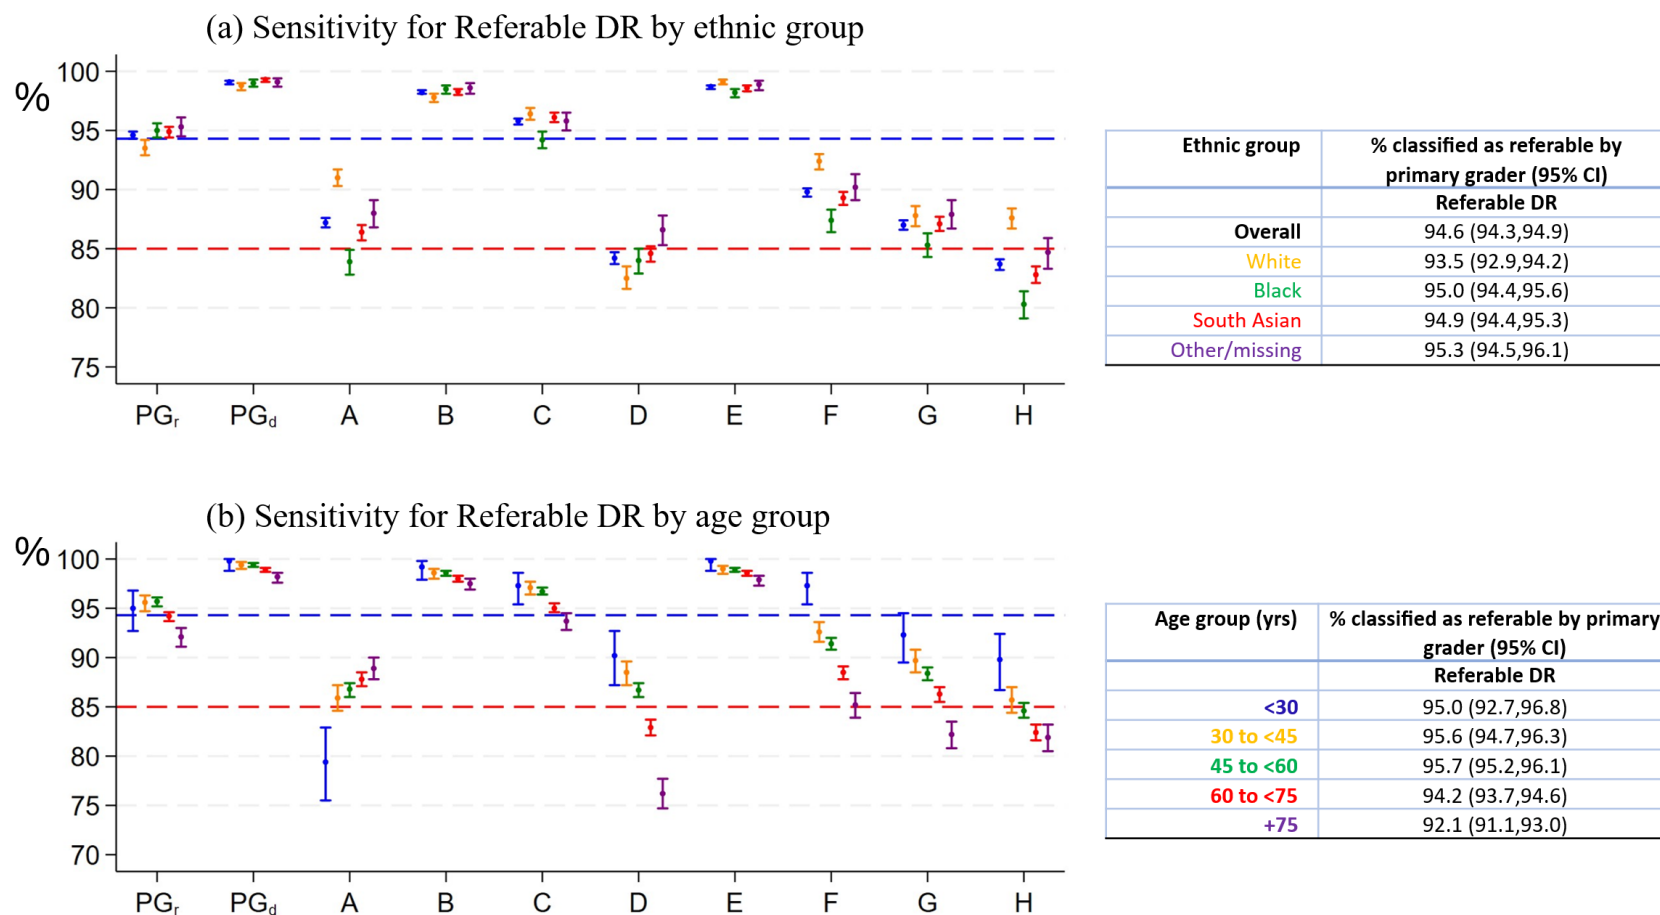 (a) Sensitivity for Referable DR by ethnic group
%
100
95
90
85
80
75
PGr PGd A B C D E F G H
Ethnic group % classified as referable by
primary grader (95% CI)
Referable DR
Overall 94.6 (94.3,94.9)
White 93.5 (92.9,94.2)
Black 95.0 (94.4,95.6)
South Asian 94.9 (94.4,95.3)
Other/missing 95.3 (94.5,96.1)
(b) Sensitivity for Referable DR by age group
%
100
95
90
85
80
75
70
PGr PGd A B C D E F G H
Age group (yrs) % classified as referable by primary
grader (95% CI)
Referable DR
<30 95.0 (92.7,96.8)
30 to <45 95.6 (94.7,96.3)
45 to <60 95.7 (95.2,96.1)
60 to <75 94.2 (93.7,94.6)
+75 92.1 (91.1,93.0)